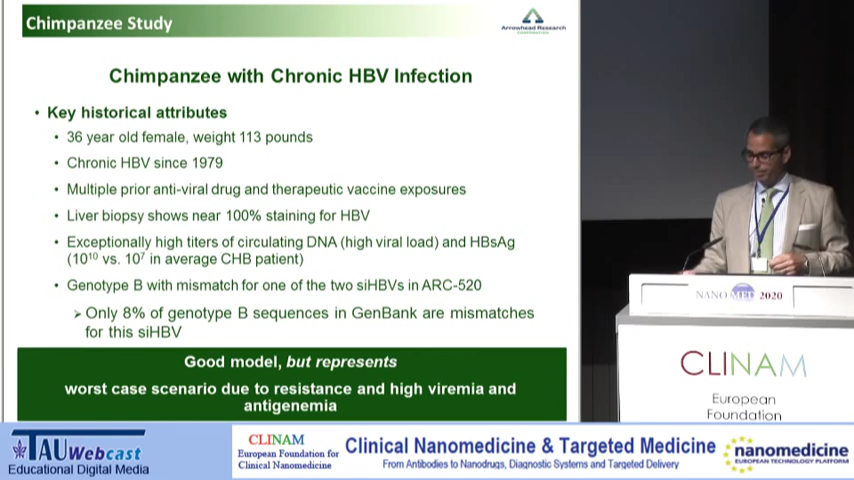 Chimpanzee Study
Arrowhead Research
CORPORATION
Chimpanzee with Chronic HBV Infection
• Key historical attributes
• 36 year old female, weight 113 pounds
• Chronic HBV since 1979
• Multiple prior anti-viral drug and therapeutic vaccine exposures
• Liver biopsy shows near 100% staining for HBV
• Exceptionally high titers of circulating DNA (high viral load) and HBsAg
(10¹⁰ vs. 10⁷ in average CHB patient)
• Genotype B with mismatch for one of the two siHBVs in ARC-520
➢ Only 8% of genotype B sequences in GenBank are mismatches
for this siHBV
Good model, but represents
worst case scenario due to resistance and high viremia and
antigenemia
NANOMED 2020
CLINAM
European
Foundation
TAU Webcast
Educational Digital Media
CLINAM
European Foundation for
Clinical Nanomedicine
Clinical Nanomedicine & Targeted Medicine
From Antibodies to Nanodrugs, Diagnostic Systems and Targeted Delivery
nanomedicine
EUROPEAN TECHNOLOGY PLATFORM